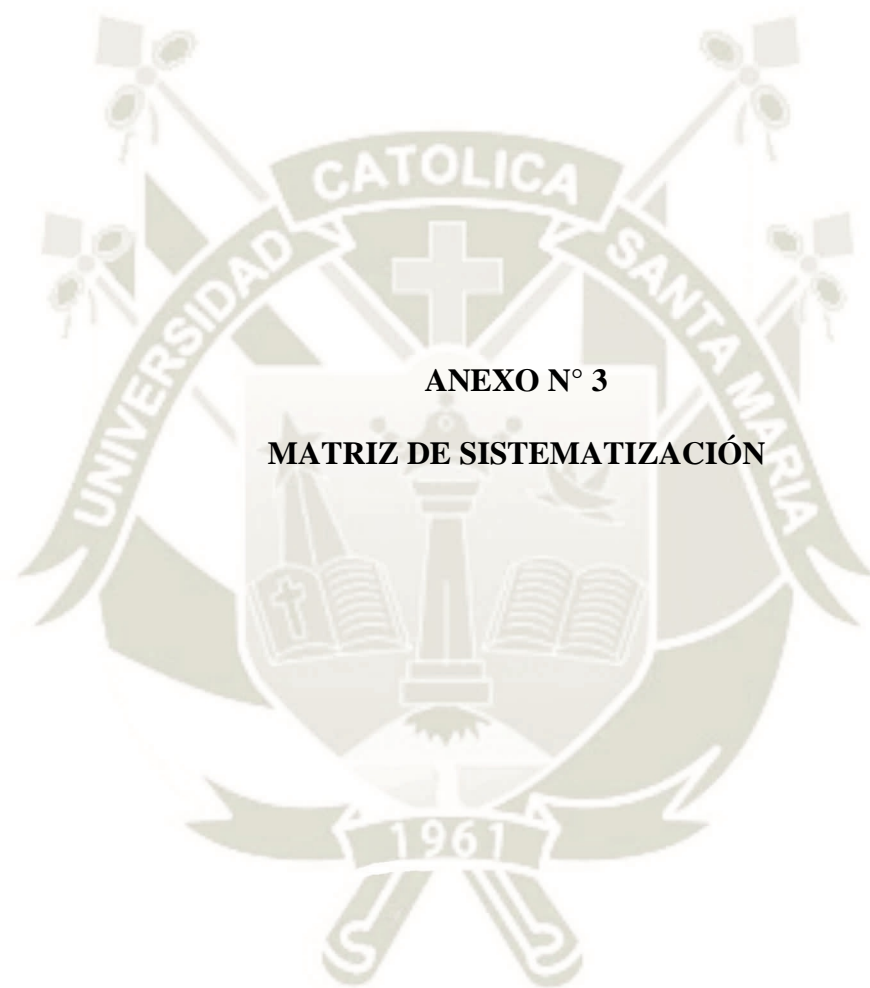 UNIVERSIDAD CATOLICA SANTA MARIA
ANEXO N° 3
MATRIZ DE SISTEMATIZACIÓN
1961